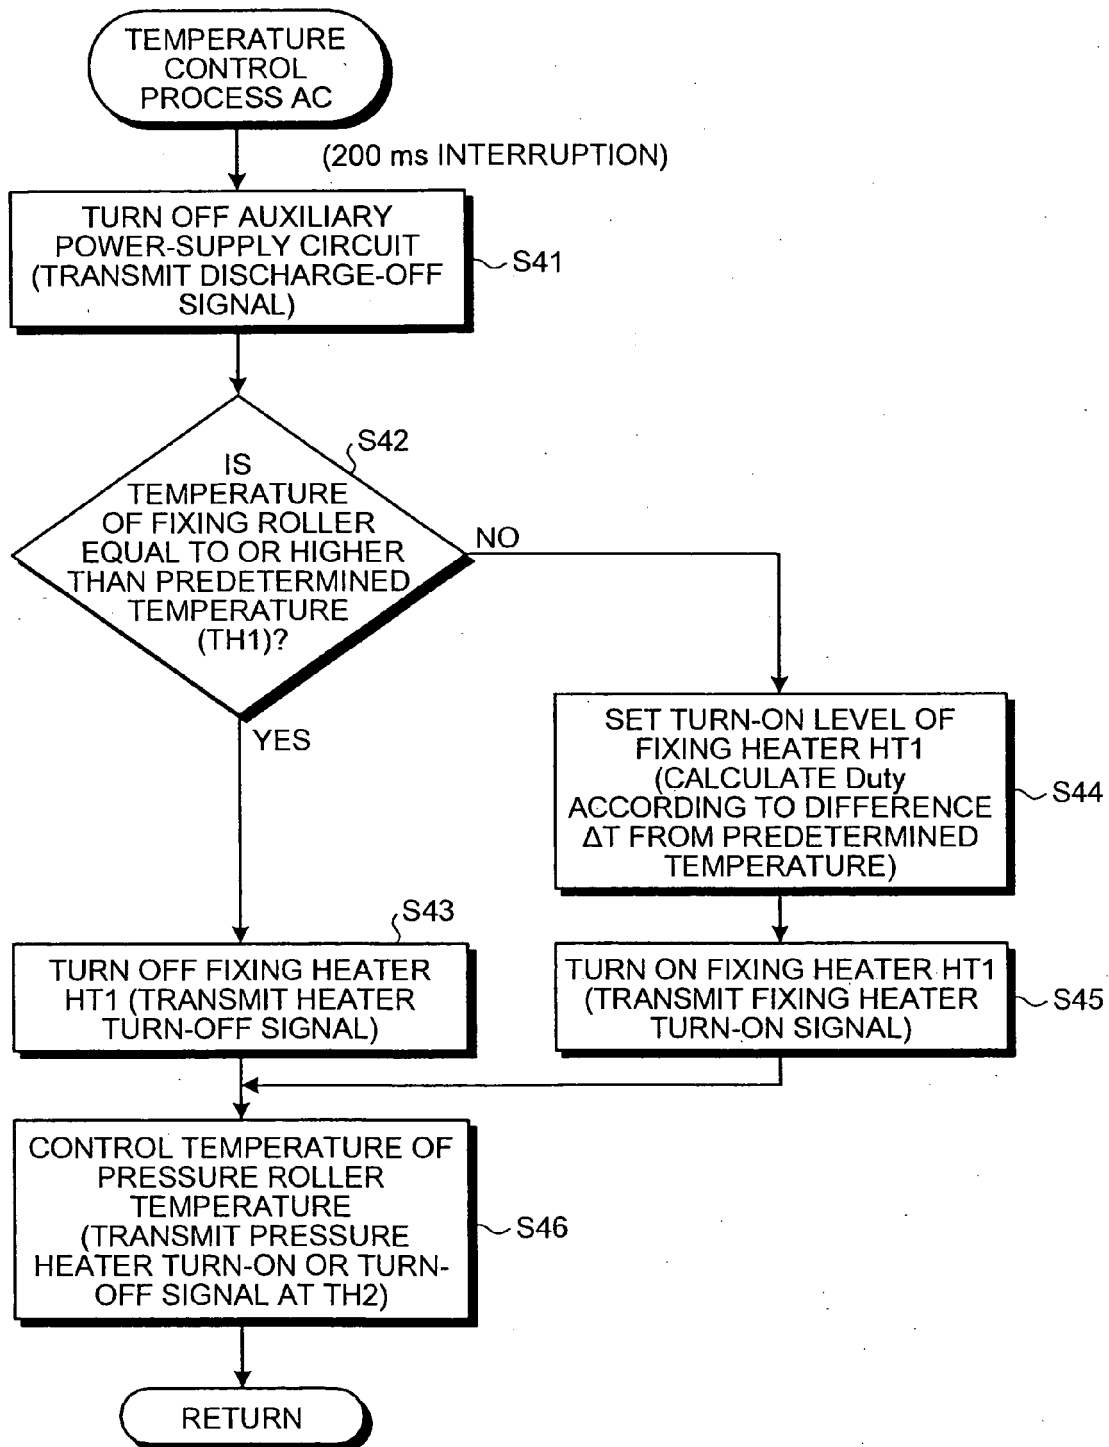 TEMPERATURE
CONTROL
PROCESS AC
(200 ms INTERRUPTION)
TURN OFF AUXILIARY
POWER-SUPPLY CIRCUIT
(TRANSMIT DISCHARGE-OFF
SIGNAL)
S41
S42
IS
TEMPERATURE
OF FIXING ROLLER
EQUAL TO OR HIGHER
THAN PREDETERMINED
TEMPERATURE
(TH1)?
NO
YES
SET TURN-ON LEVEL OF
FIXING HEATER HT1
(CALCULATE Duty
ACCORDING TO DIFFERENCE
ΔT FROM PREDETERMINED
TEMPERATURE)
S44
S43
TURN OFF FIXING HEATER
HT1 (TRANSMIT HEATER
TURN-OFF SIGNAL)
TURN ON FIXING HEATER HT1
(TRANSMIT FIXING HEATER
TURN-ON SIGNAL)
S45
CONTROL TEMPERATURE OF
PRESSURE ROLLER
TEMPERATURE
(TRANSMIT PRESSURE
HEATER TURN-ON OR TURN-
OFF SIGNAL AT TH2)
S46
RETURN